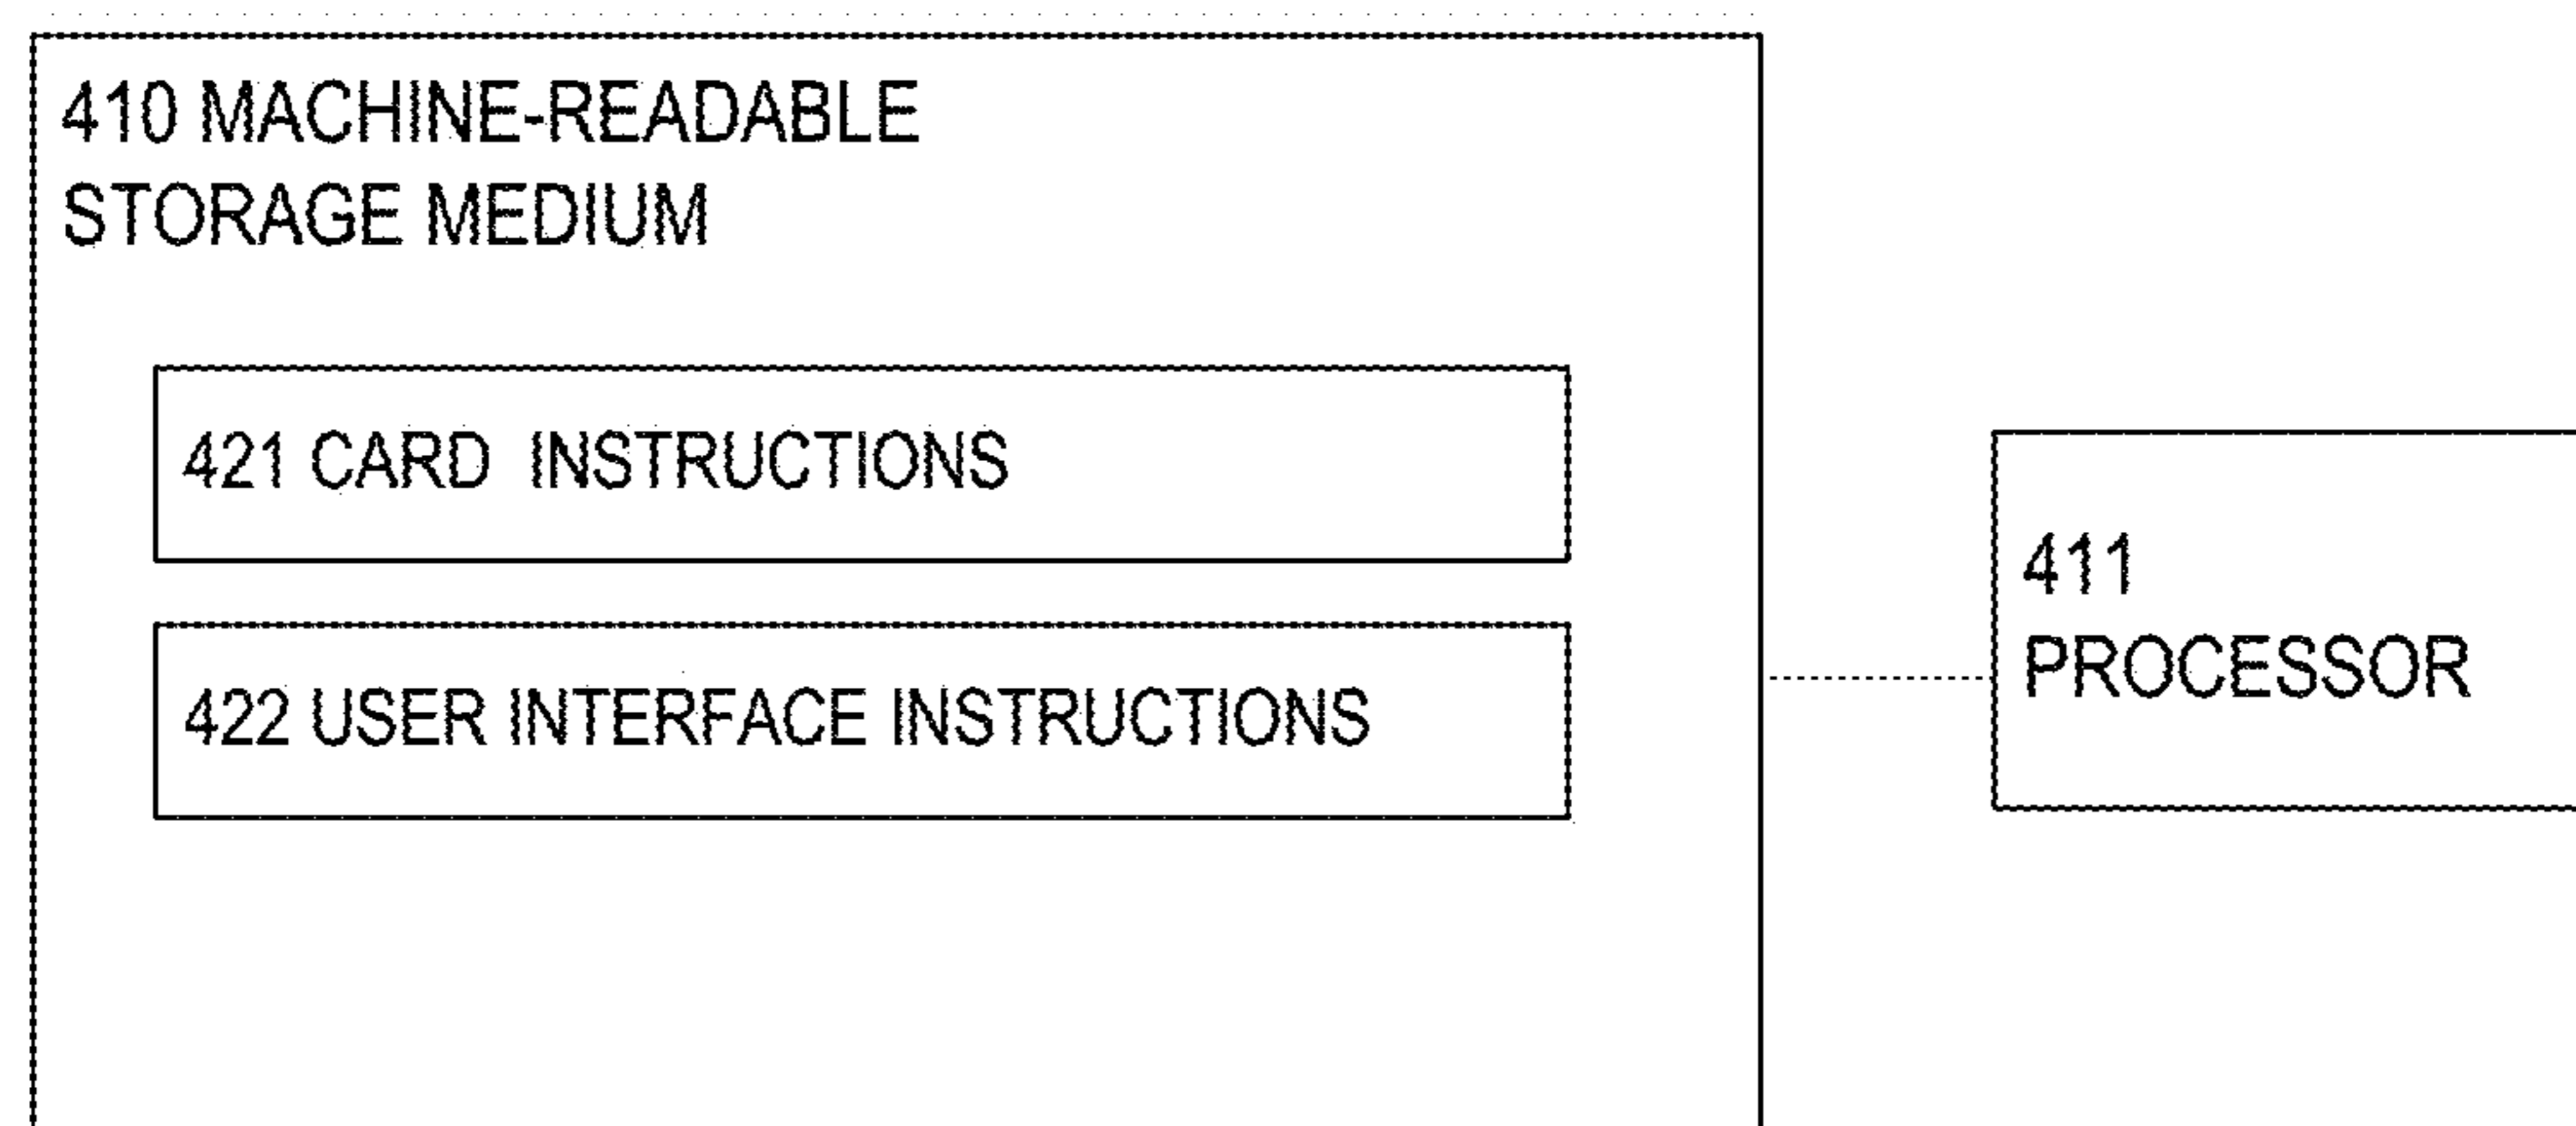 410 MACHINE-READABLE
STORAGE MEDIUM
421 CARD INSTRUCTIONS
422 USER INTERFACE INSTRUCTIONS
411
PROCESSOR